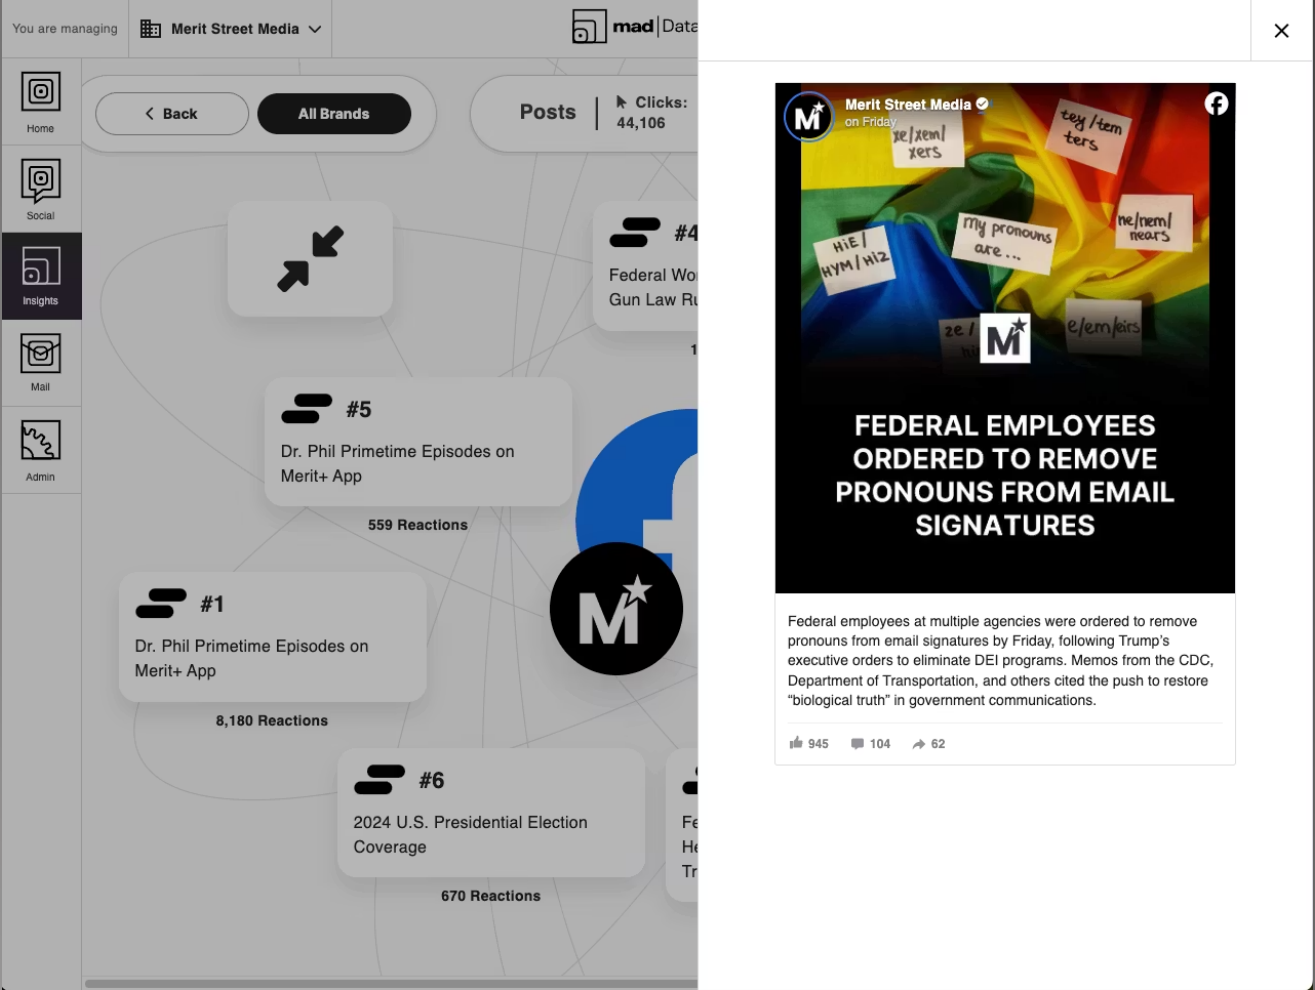 You are managing
Merit Street Media
mad|Data
Home
Social
Insights
Mail
Admin
Back
All Brands
Posts
Clicks:
44,106
#4
Federal
Gun Law
#5
Dr. Phil Primetime Episodes on
Merit+ App
559 Reactions
#1
Dr. Phil Primetime Episodes on
Merit+ App
8,180 Reactions
#6
2024 U.S. Presidential Election
Coverage
670 Reactions
M
M
Merit Street Media
on Friday
xe/xem/
xers
tey/tem
ters
ne/nem/
nears
My pronouns
are...
HiE/
HYM/Hiz
ze/
e/em/eirs
M
FEDERAL EMPLOYEES
ORDERED TO REMOVE
PRONOUNS FROM EMAIL
SIGNATURES
Federal employees at multiple agencies were ordered to remove
pronouns from email signatures by Friday, following Trump’s
executive orders to eliminate DEI programs. Memos from the CDC,
Department of Transportation, and others cited the push to restore
“biological truth” in government communications.
945
104
62